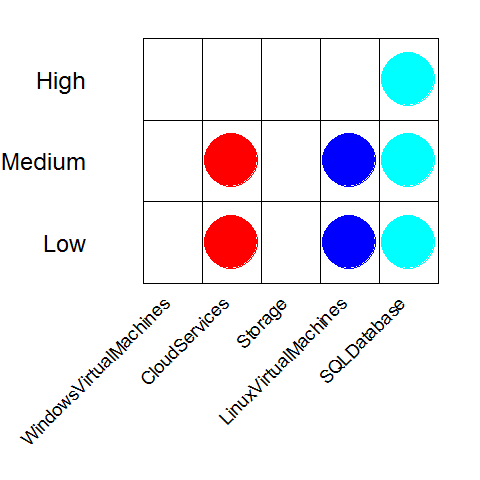 High
Medium
Low
WindowsVirtualMachines
CloudServices
Storage
LinuxVirtualMachines
SQLDatabase